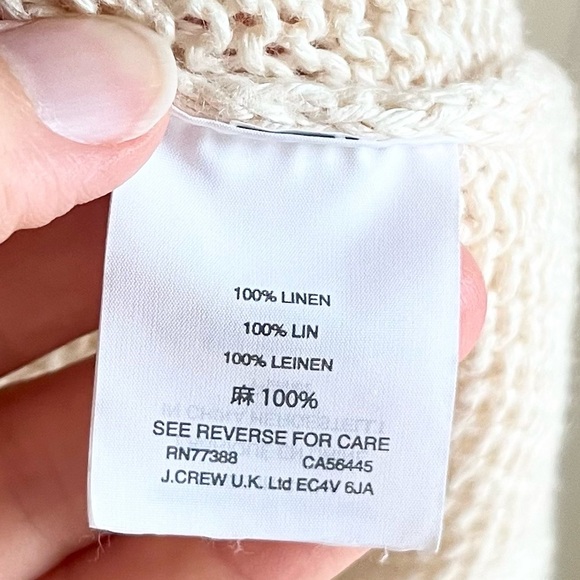 100% LINEN
100% LIN
100% LEINEN
麻 100%
SEE REVERSE FOR CARE
RN77388 CA56445
J.CREW U.K. Ltd EC4V 6JA